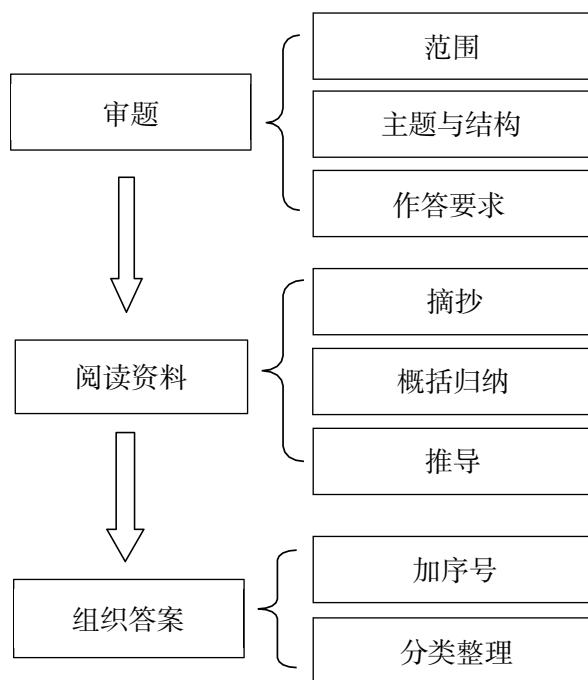 审题
范围
主题与结构
作答要求
阅读资料
摘抄
概括归纳
推导
组织答案
加序号
分类整理